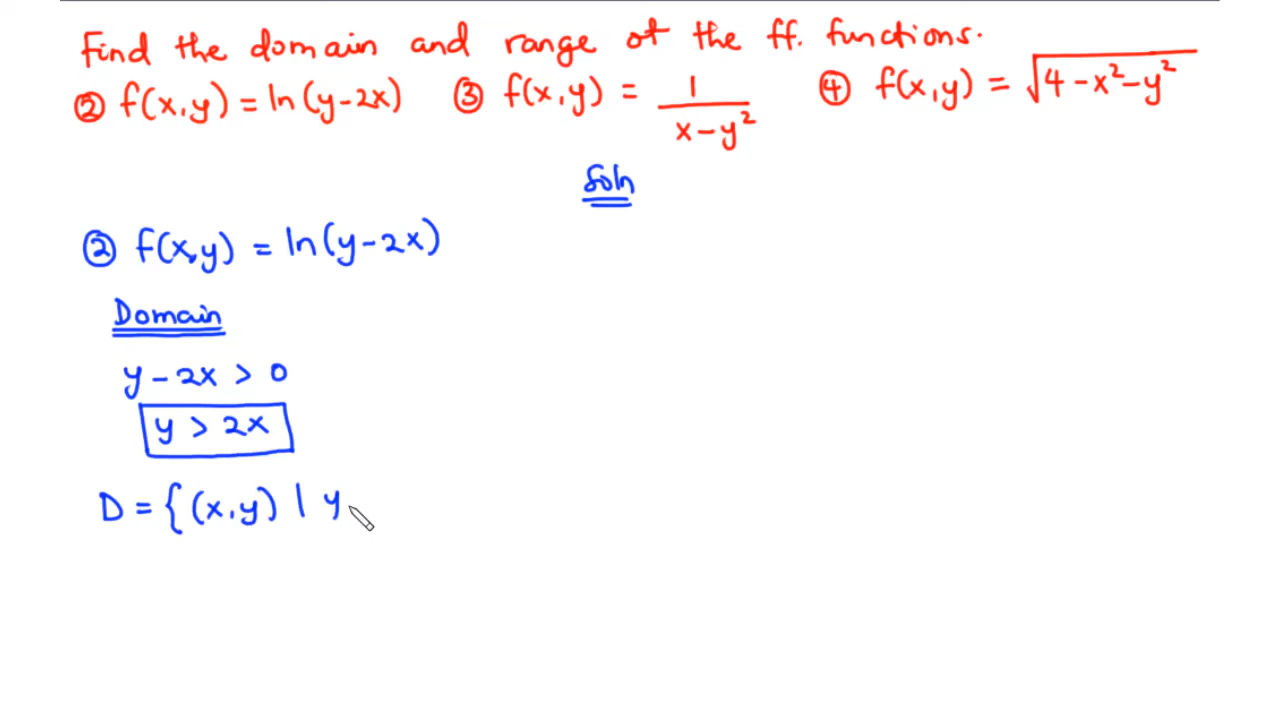 Find the domain and range of the ff. functions.
② f(x,y) = ln(y-2x) ③ f(x,y) = 1/(x-y²) ④ f(x,y) = √(4-x²-y²)
Soln
② f(x,y) = ln(y-2x)
Domain
y - 2x > 0
y > 2x
D = { (x,y) | y